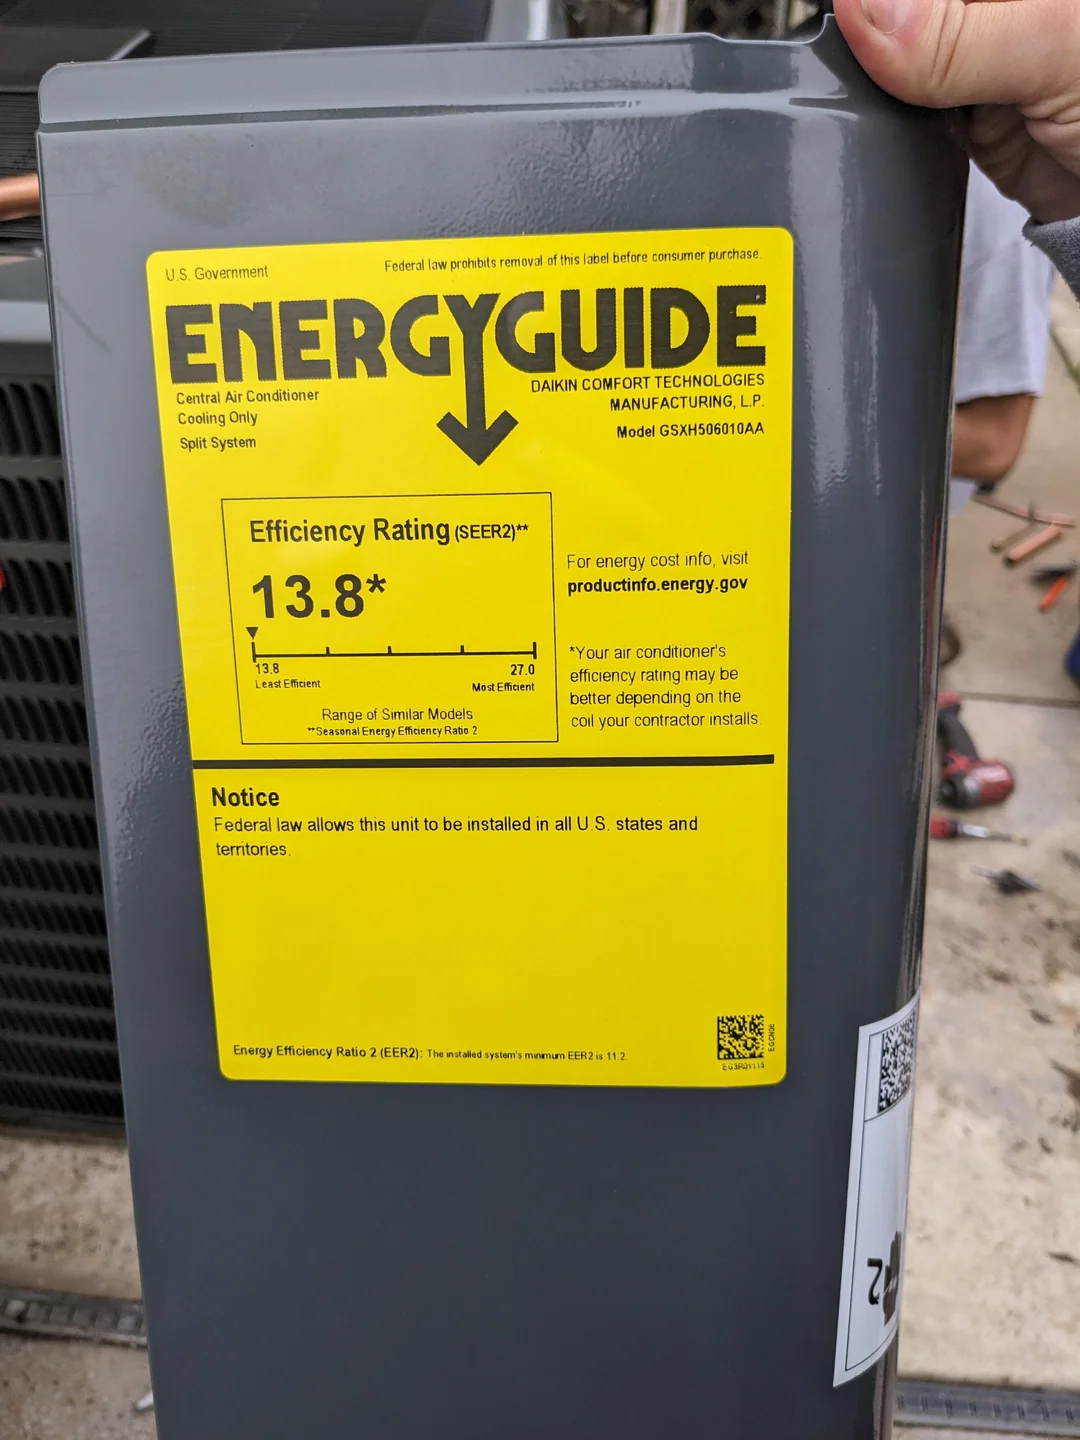 U.S. Government
Federal law prohibits removal of this label before consumer purchase.
ENERGYGUIDE
Central Air Conditioner
Cooling Only
Split System
DAIKIN COMFORT TECHNOLOGIES
MANUFACTURING, L.P.
Model GSXH506010AA
Efficiency Rating (SEER2)**
13.8*
13.8
27.0
Least Efficient
Most Efficient
Range of Similar Models
**Seasonal Energy Efficiency Ratio 2
For energy cost info, visit
productinfo.energy.gov
*Your air conditioner's
efficiency rating may be
better depending on the
coil your contractor installs.
Notice
Federal law allows this unit to be installed in all U.S. states and
territories.
Energy Efficiency Ratio 2 (EER2): The installed system's minimum EER2 is 11.2.